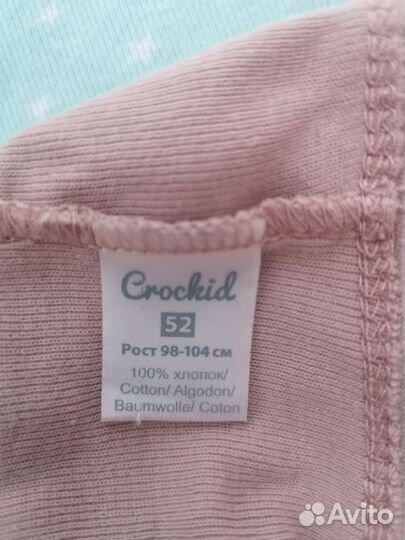 Crockid
52
Рост 98-104 см
100% хлопок/
Cotton/ Algodon/
Baumwolle/ Coton
Avito